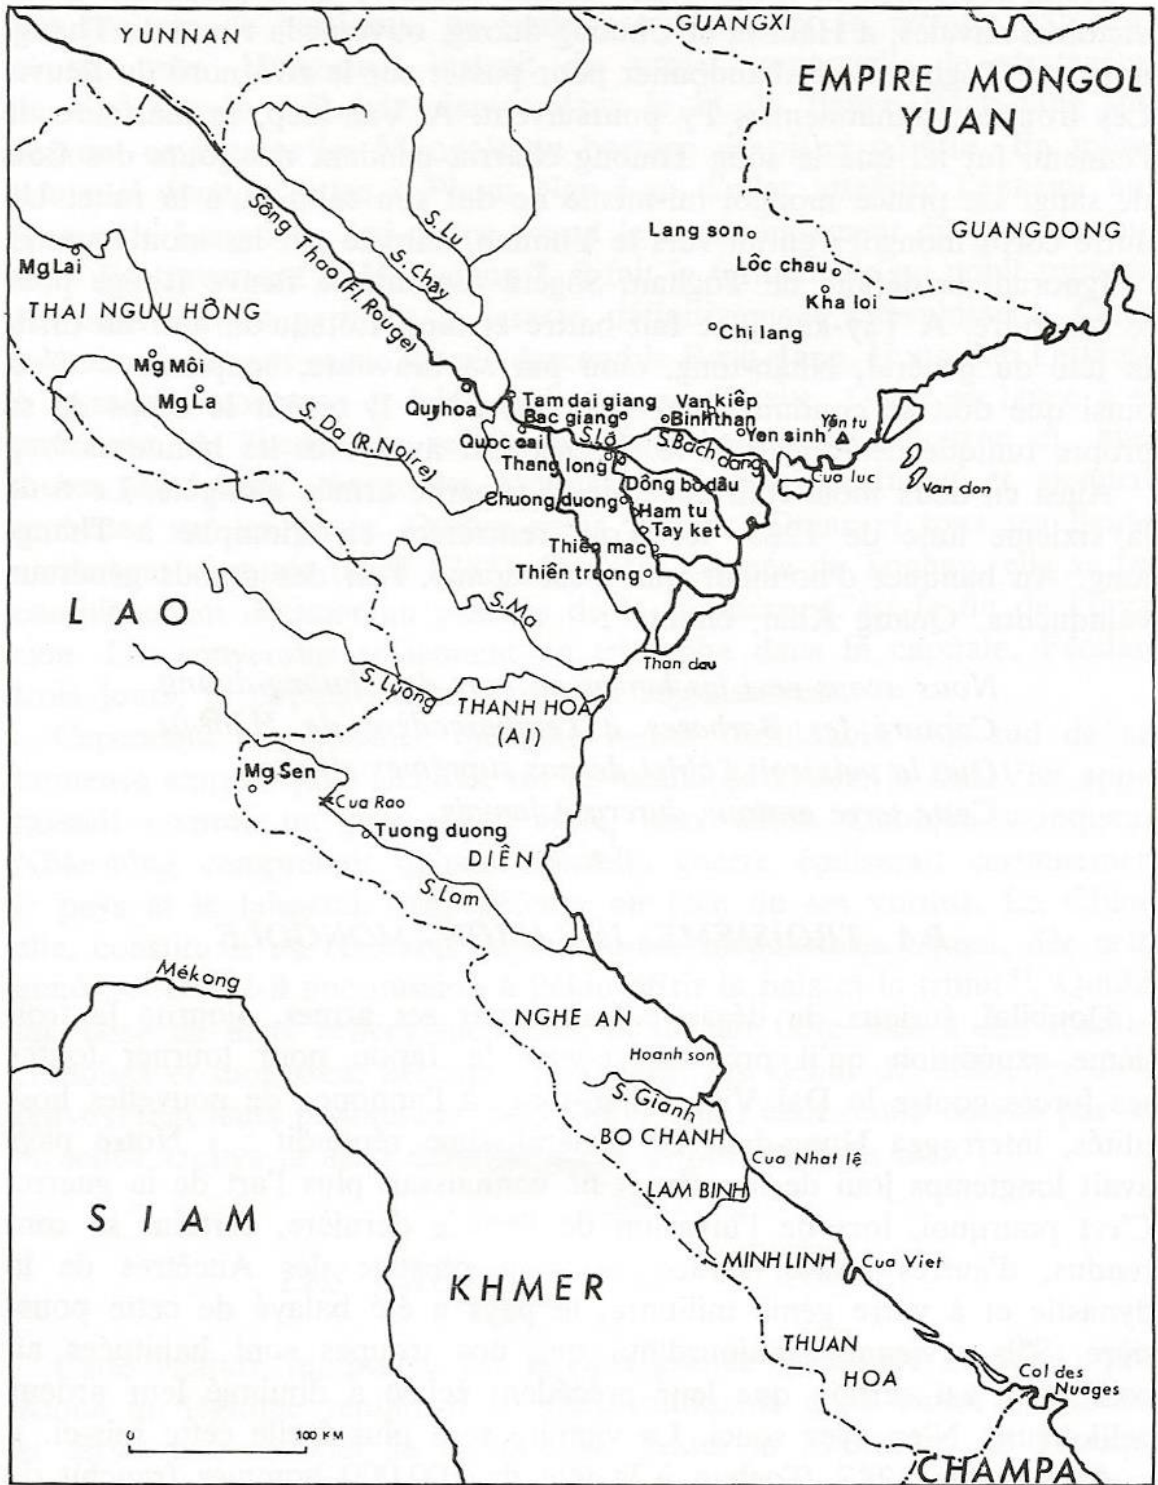 YUNNAN
GUANGXI
EMPIRE MONGOL
YUAN
Lang son
GUANGDONG
Lôc chau
Kha loi
Chi lang
S. Lu
S. Chay
Sông Thao (Fl. Rouge)
Mg Lai
THAI NGUU HÔNG
Mg Môi
Mg La
S. Da (R. Noire)
Quy hoa
Tam dai giang
Bac giang
Van kiêp
Binh than
Yên tu
Yen sinh
Quoc oai
S. Lô
S. Bach dang
Thang long
Cua luc
Van don
Dông bô dâu
Chuong duong
Ham tu
Tay ket
Thiên mac
Thiên truong
LAO
S. Ma
Than dau
S. Luong
THANH HOA
(AI)
Mg Sen
Cua Rao
Tuong duong
DIÊN
S. Lam
Mékong
NGHE AN
Hoanh son
S. Gianh
BO CHANH
Cua Nhat lê
LAM BINH
SIAM
MINH LINH
Cua Viet
KHMER
THUAN
HOA
Col des
Nuages
0 100 KM
CHAMPA